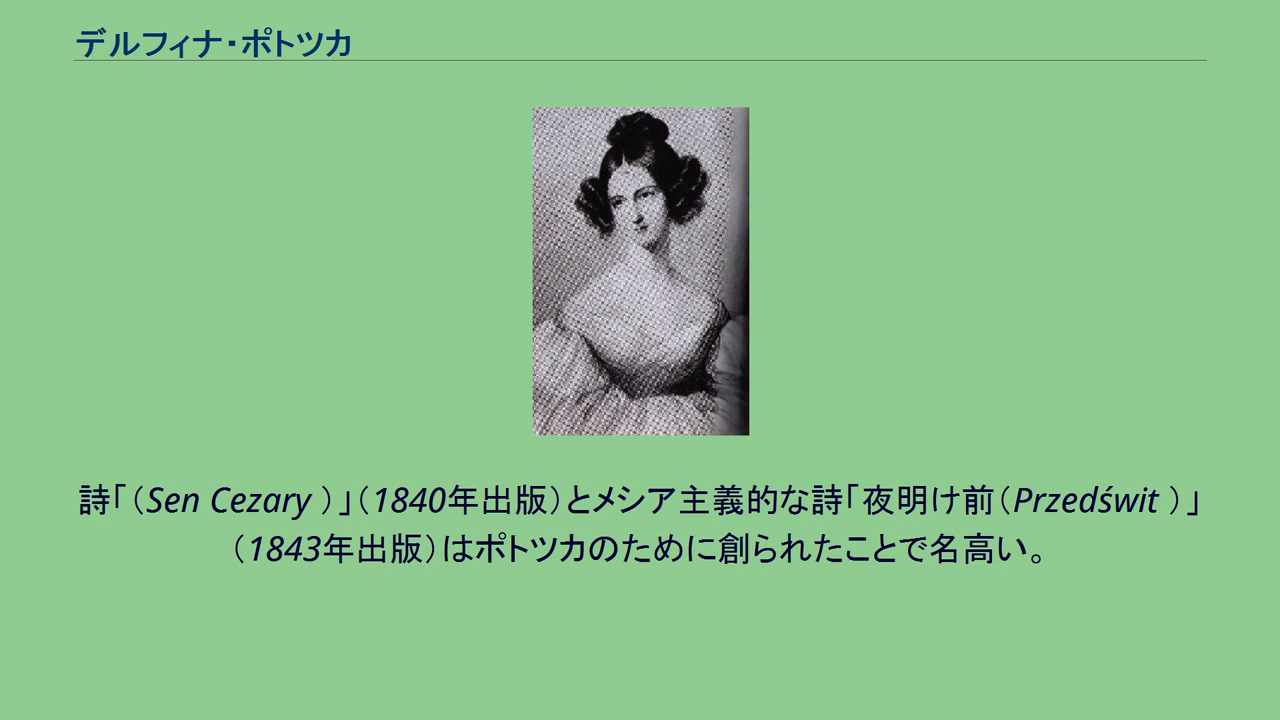 デルフィナ・ポトツカ
詩「（Sen Cezary ）」（1840年出版）とメシア主義的な詩「夜明け前（Przedświt ）」
（1843年出版）はポトツカのために創られたことで名高い。